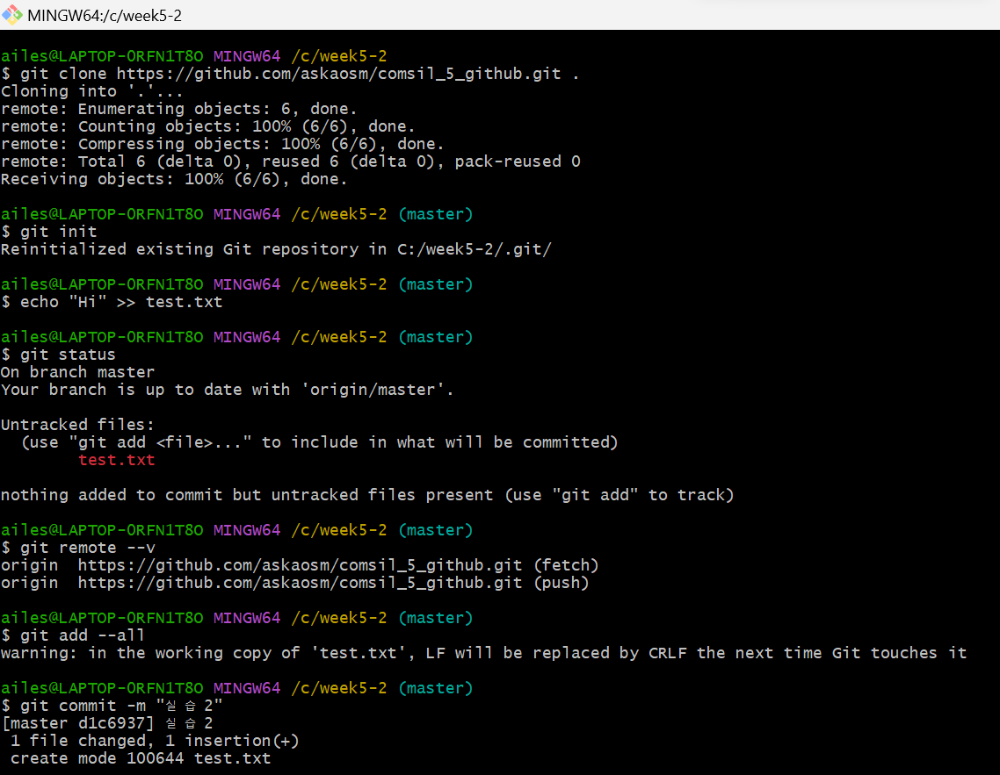 MINGW64:/c/week5-2
ailes@LAPTOP-ORFN1T8O MINGW64 /c/week5-2
$ git clone https://github.com/askaosm/comsil_5_github.git .
Cloning into '.'...
remote: Enumerating objects: 6, done.
remote: Counting objects: 100% (6/6), done.
remote: Compressing objects: 100% (6/6), done.
remote: Total 6 (delta 0), reused 6 (delta 0), pack-reused 0
Receiving objects: 100% (6/6), done.
ailes@LAPTOP-ORFN1T8O MINGW64 /c/week5-2 (master)
$ git init
Reinitialized existing Git repository in C:/week5-2/.git/
ailes@LAPTOP-ORFN1T8O MINGW64 /c/week5-2 (master)
$ echo "Hi" >> test.txt
ailes@LAPTOP-ORFN1T8O MINGW64 /c/week5-2 (master)
$ git status
On branch master
Your branch is up to date with 'origin/master'.
Untracked files:
  (use "git add <file>..." to include in what will be committed)
        test.txt
nothing added to commit but untracked files present (use "git add" to track)
ailes@LAPTOP-ORFN1T8O MINGW64 /c/week5-2 (master)
$ git remote --v
origin  https://github.com/askaosm/comsil_5_github.git (fetch)
origin  https://github.com/askaosm/comsil_5_github.git (push)
ailes@LAPTOP-ORFN1T8O MINGW64 /c/week5-2 (master)
$ git add --all
warning: in the working copy of 'test.txt', LF will be replaced by CRLF the next time Git touches it
ailes@LAPTOP-ORFN1T8O MINGW64 /c/week5-2 (master)
$ git commit -m "실 습 2"
[master d1c6937] 실 습 2
 1 file changed, 1 insertion(+)
 create mode 100644 test.txt